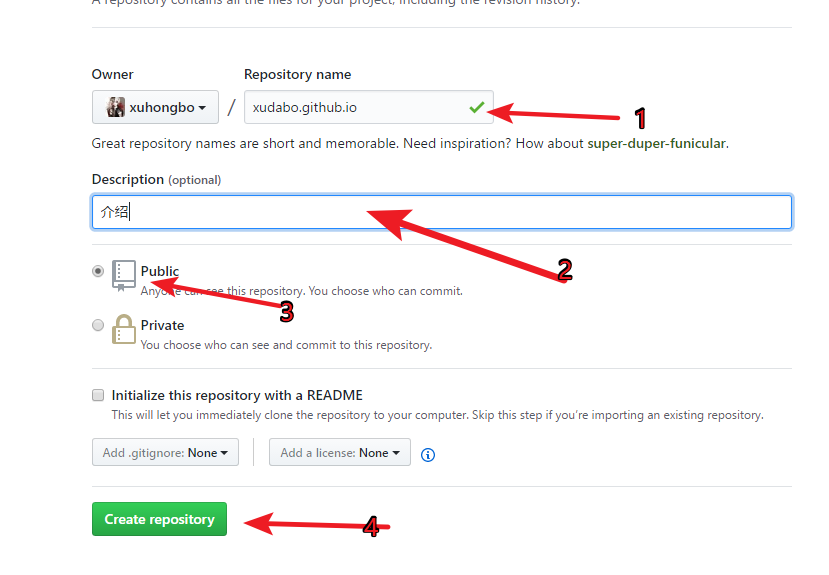 A repository contains all the files for your project, including the revision history.
Owner Repository name
xuhongbo / xudabo.github.io
1
Great repository names are short and memorable. Need inspiration? How about super-duper-funicular.
Description (optional)
介绍
2
Public
Anyone can see this repository. You choose who can commit.
3
Private
You choose who can see and commit to this repository.
Initialize this repository with a README
This will let you immediately clone the repository to your computer. Skip this step if you're importing an existing repository.
Add .gitignore: None Add a license: None
Create repository
4